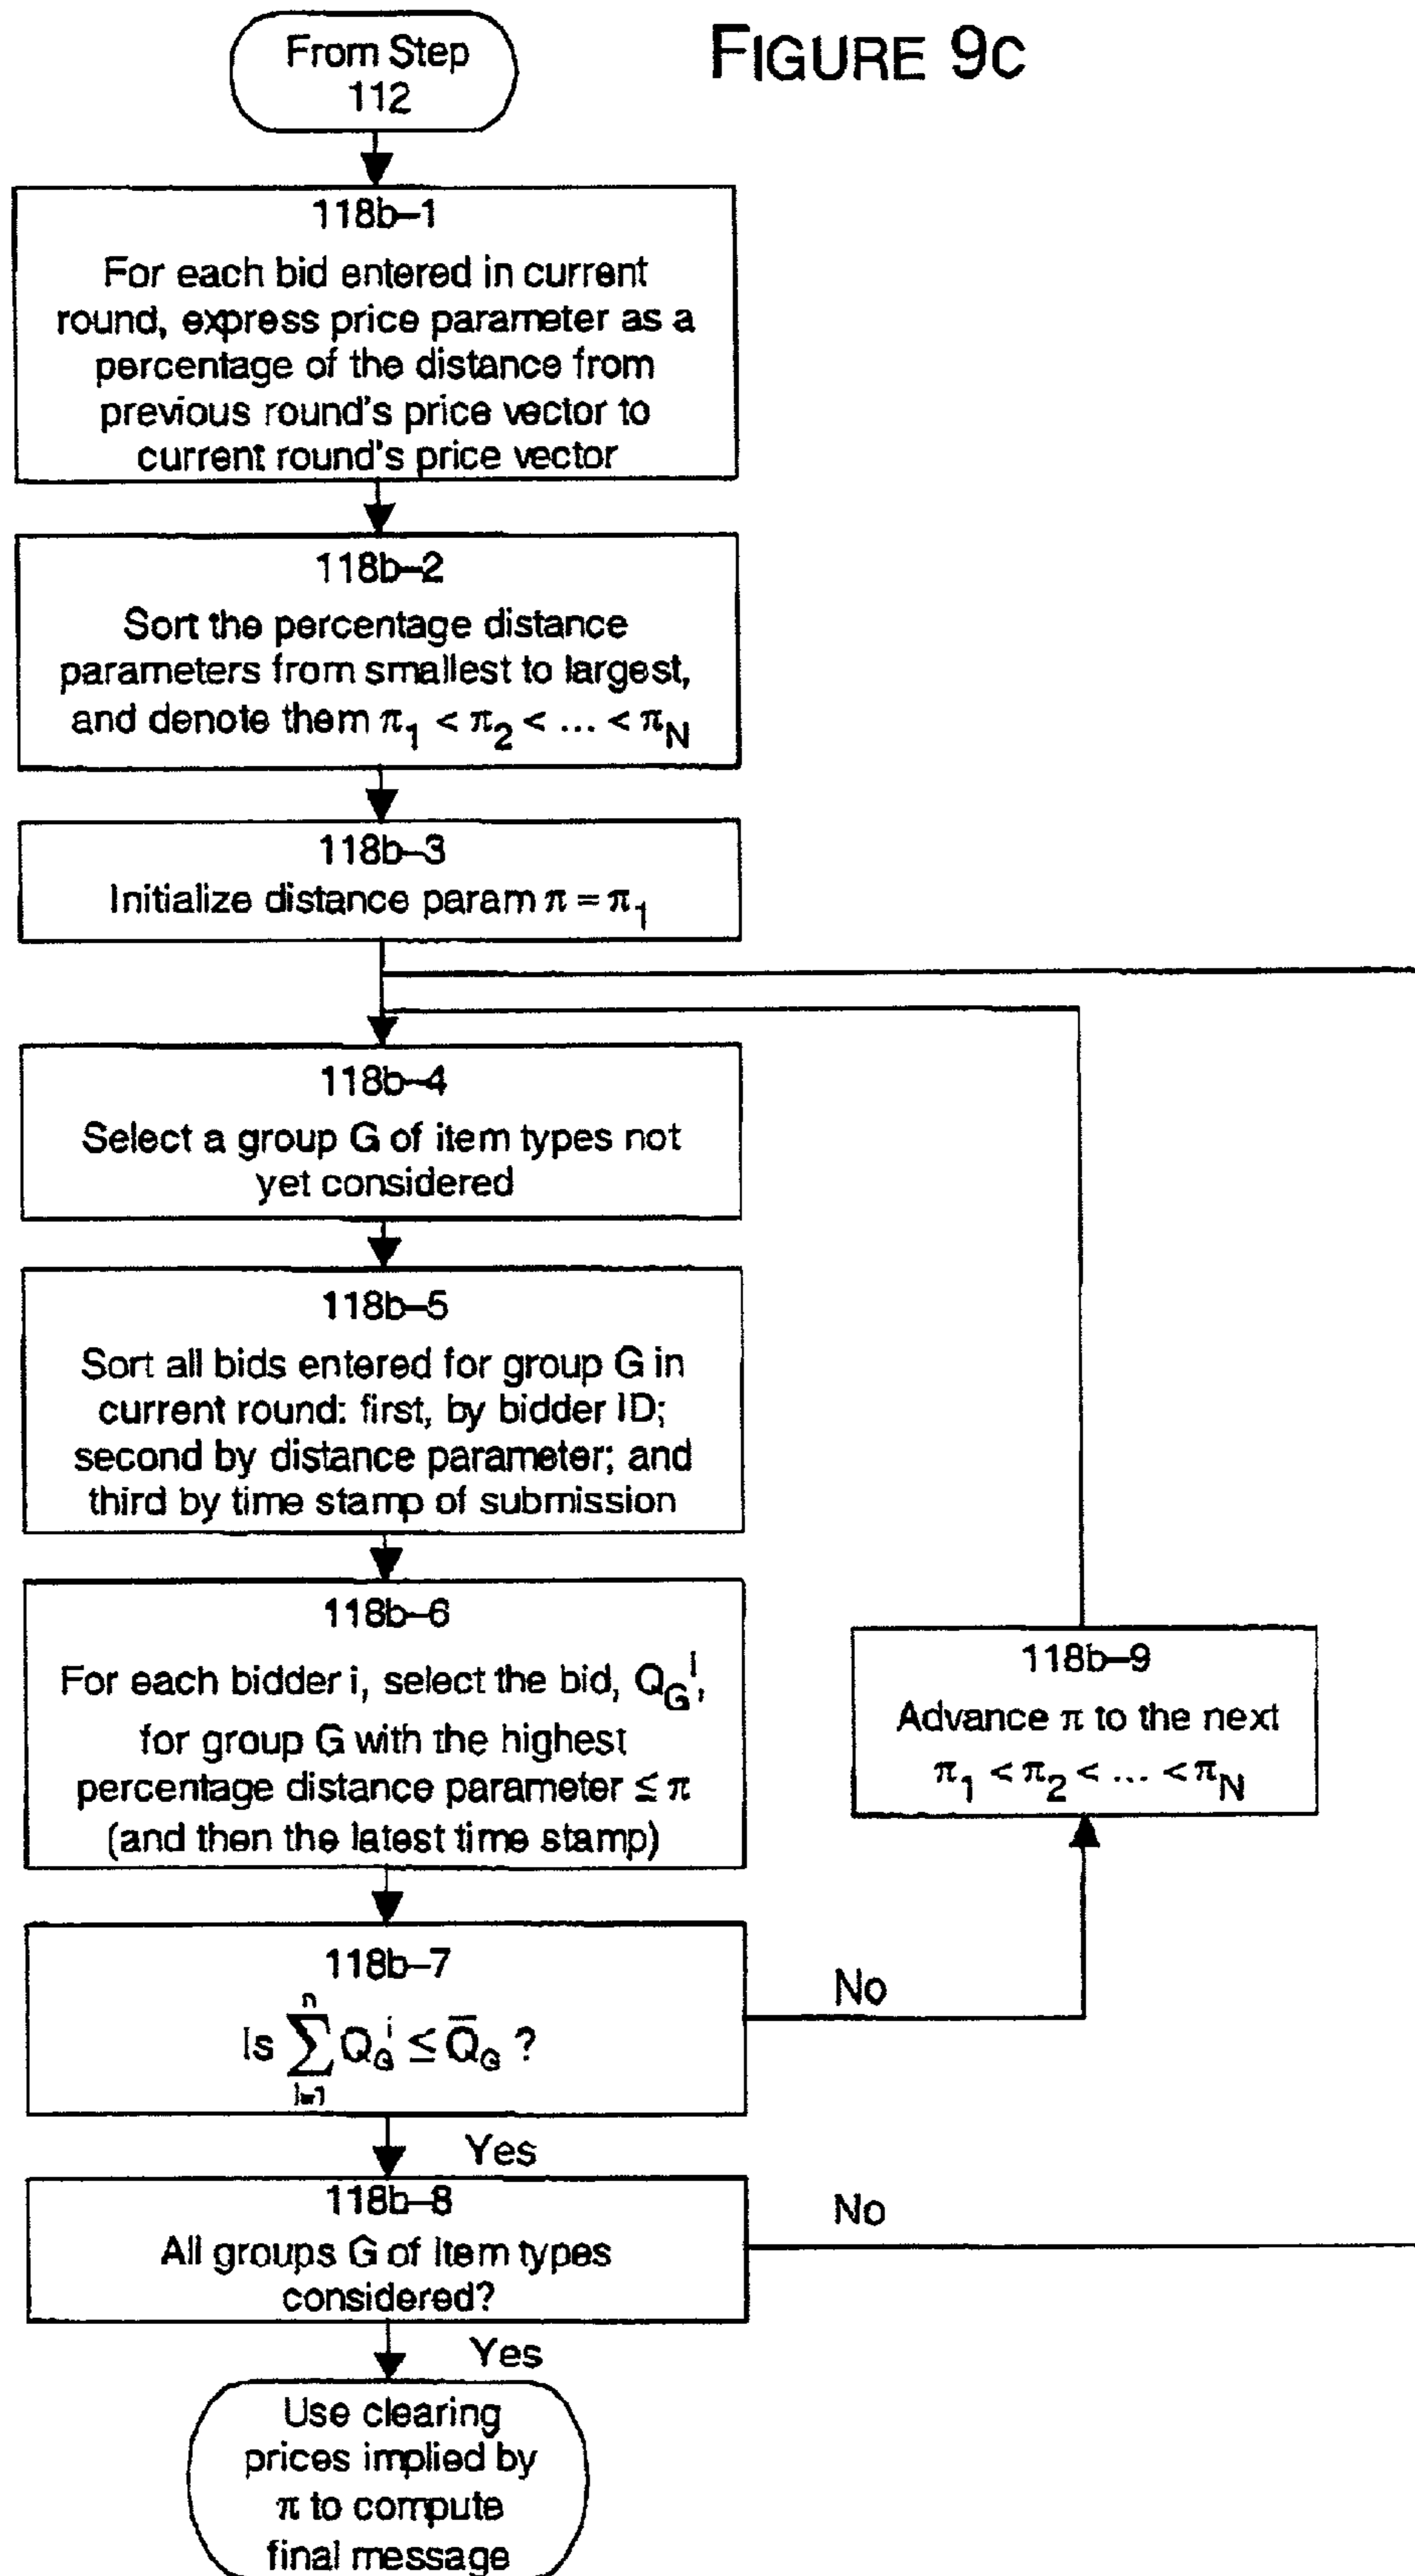 FIGURE 9c
From Step
112
118b–1
For each bid entered in current
round, express price parameter as a
percentage of the distance from
previous round's price vector to
current round's price vector
118b–2
Sort the percentage distance
parameters from smallest to largest,
and denote them π₁ < π₂ < ... < π_N
118b–3
Initialize distance param π = π₁
118b–4
Select a group G of item types not
yet considered
118b–5
Sort all bids entered for group G in
current round: first, by bidder ID;
second by distance parameter; and
third by time stamp of submission
118b–6
For each bidder i, select the bid, Q_G^i,
for group G with the highest
percentage distance parameter ≤ π
(and then the latest time stamp)
118b–9
Advance π to the next
π₁ < π₂ < ... < π_N
118b–7
Is ∑_{i=1}^{n} Q_G^i ≤ Q̅_G ?
No
Yes
118b–8
All groups G of item types
considered?
No
Yes
Use clearing
prices implied by
π to compute
final message